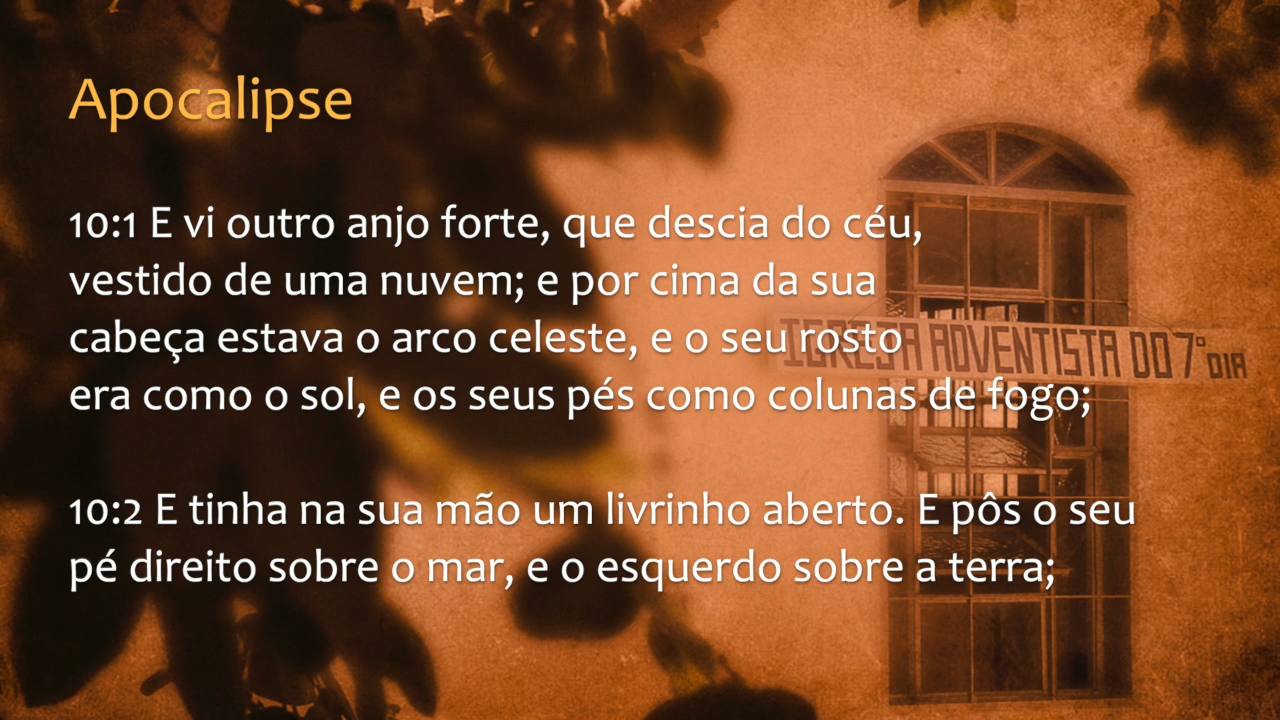 Apocalipse
10:1 E vi outro anjo forte, que descia do céu,
vestido de uma nuvem; e por cima da sua
cabeça estava o arco celeste, e o seu rosto
era como o sol, e os seus pés como colunas de fogo;
10:2 E tinha na sua mão um livrinho aberto. E pôs o seu
pé direito sobre o mar, e o esquerdo sobre a terra;
IGREJA ADVENTISTA DO 7° DIA